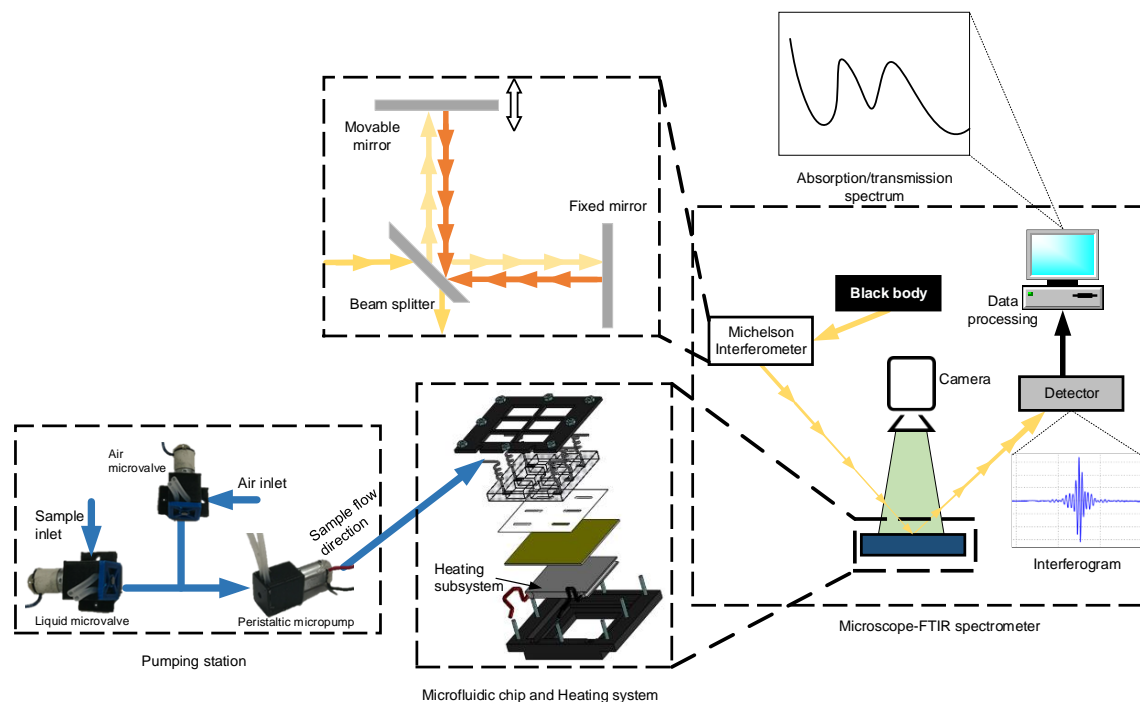 Movable
mirror
Fixed mirror
Beam splitter
Absorption/transmission
spectrum
Black body
Michelson
Interferometer
Data
processing
Camera
Detector
Interferogram
Microscope-FTIR spectrometer
Air
microvalve
Air inlet
Sample
inlet
Liquid microvalve
Peristaltic micropump
Sample flow
direction
Pumping station
Heating
subsystem
Microfluidic chip and Heating system